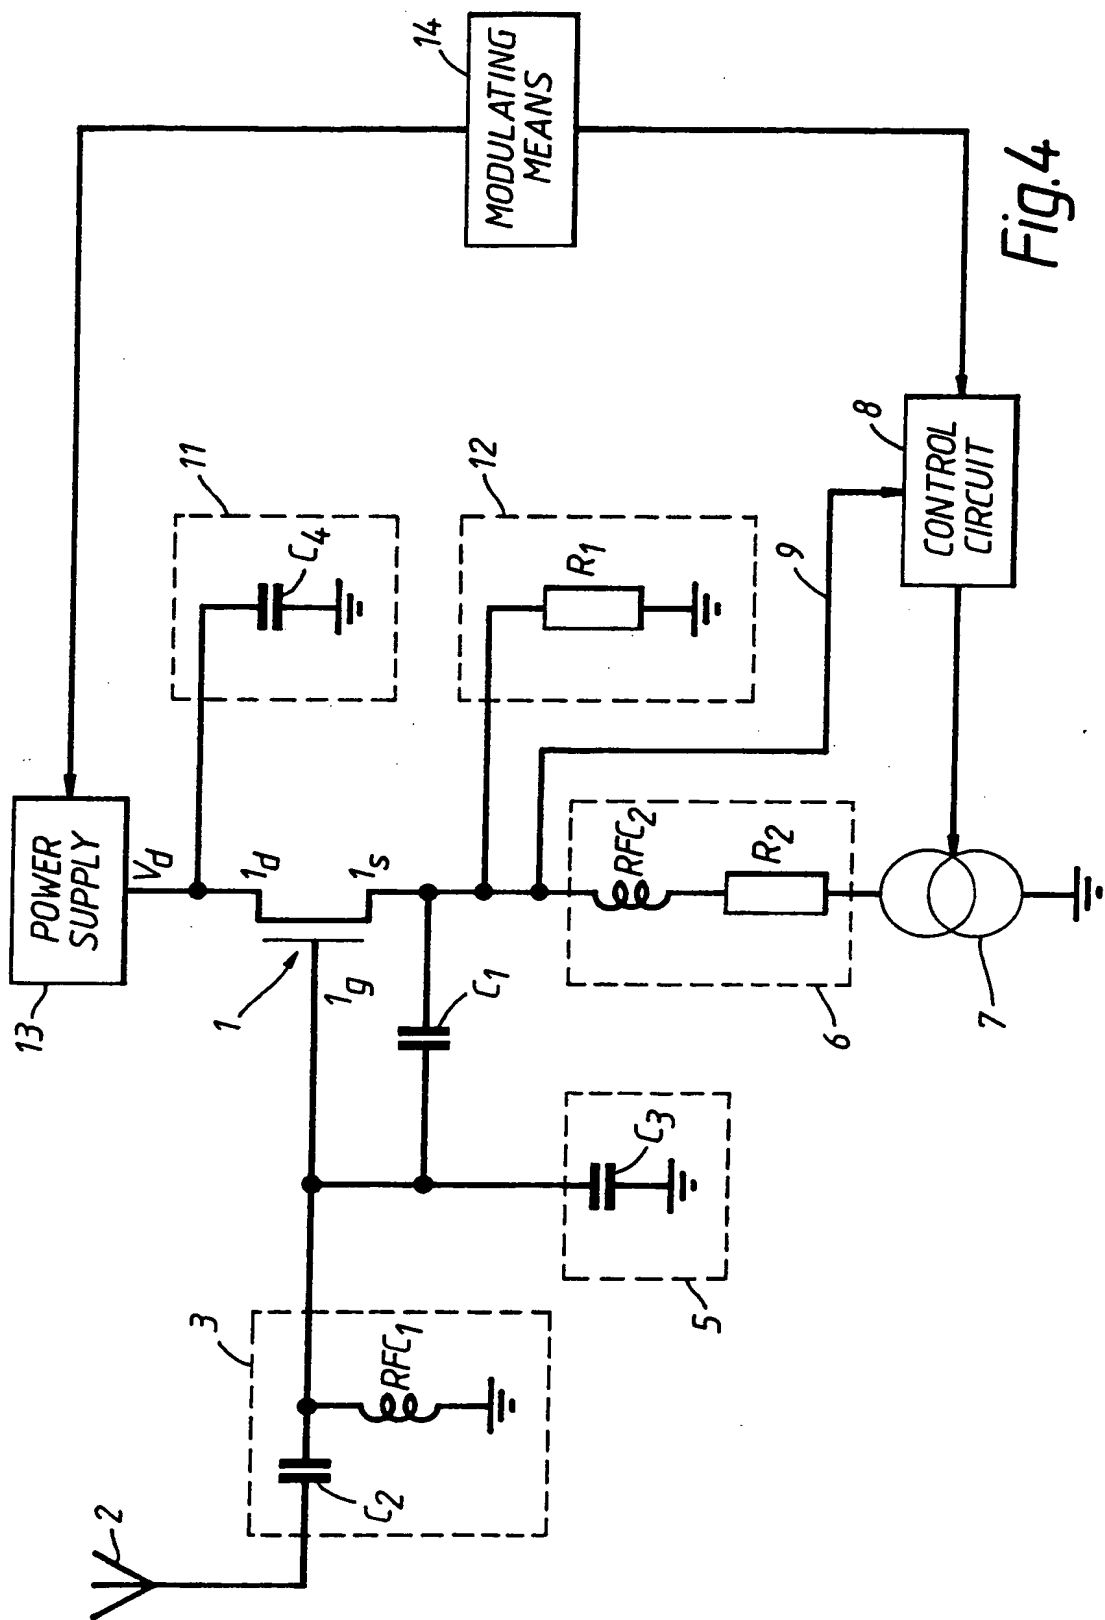 14
MODULATING
MEANS
POWER
SUPPLY
13
Vd
11
C4
1d
1s
1g
1
12
R1
9
8
CONTROL
CIRCUIT
C1
RFC2
R2
6
7
3
RFC1
C2
2
C3
5
Fig.4